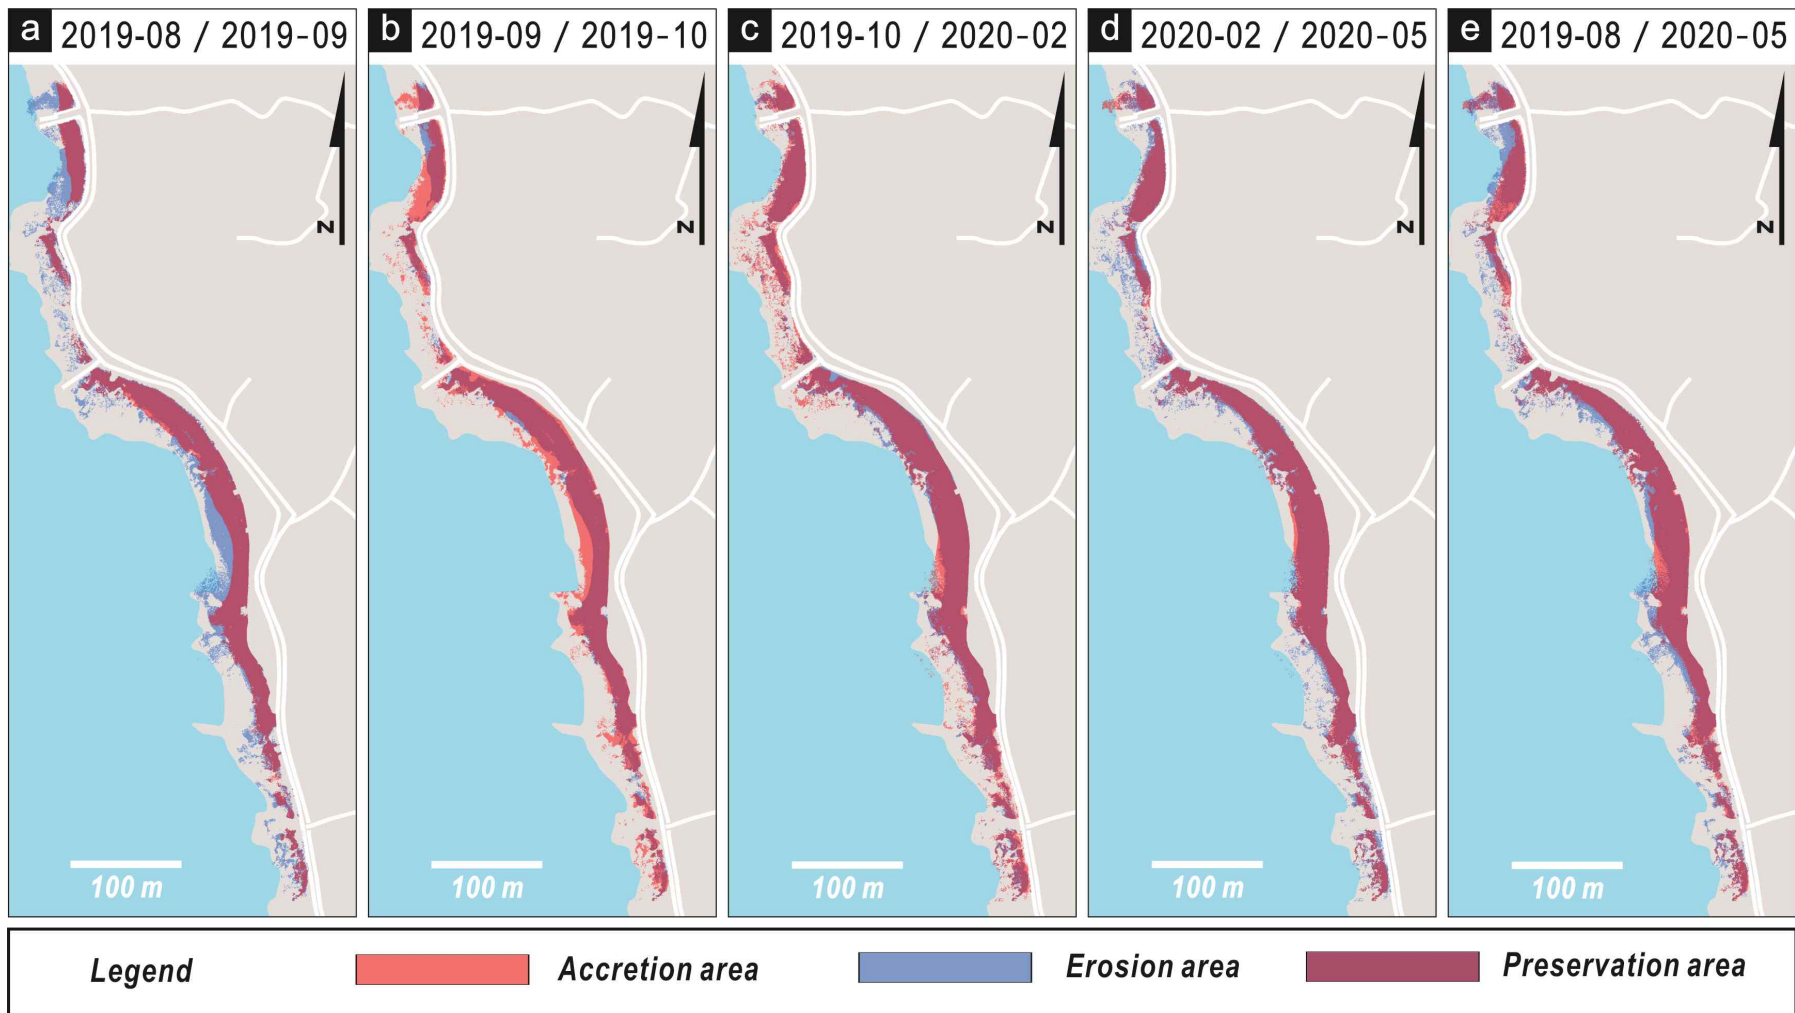 a 2019-08 / 2019-09
b 2019-09 / 2019-10
c 2019-10 / 2020-02
d 2020-02 / 2020-05
e 2019-08 / 2020-05
N
N
N
N
N
100 m
100 m
100 m
100 m
100 m
Legend
Accretion area
Erosion area
Preservation area